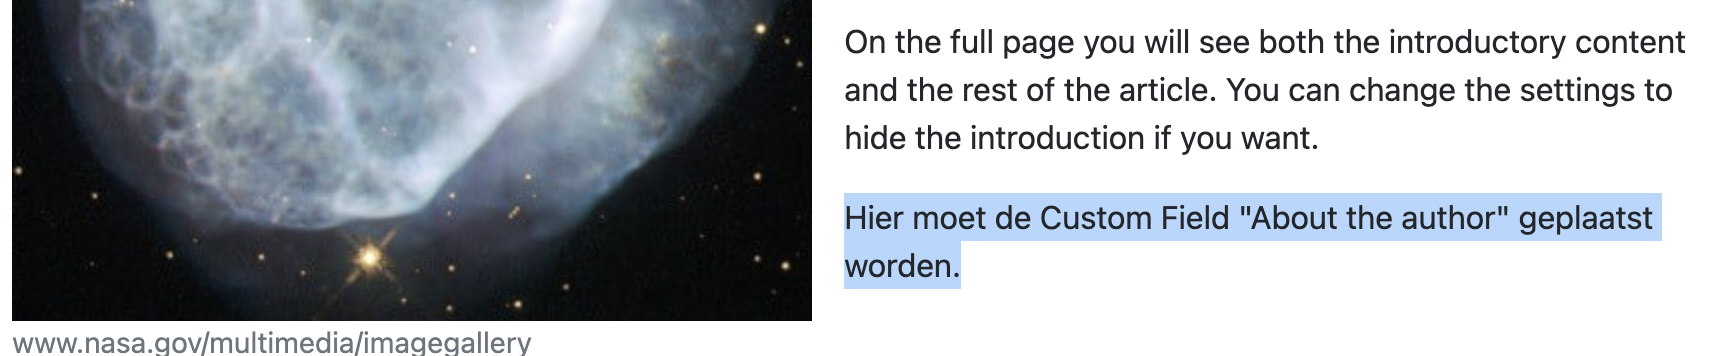 On the full page you will see both the introductory content
and the rest of the article. You can change the settings to
hide the introduction if you want.
Hier moet de Custom Field "About the author" geplaatst
worden.
www.nasa.gov/multimedia/imagegallery